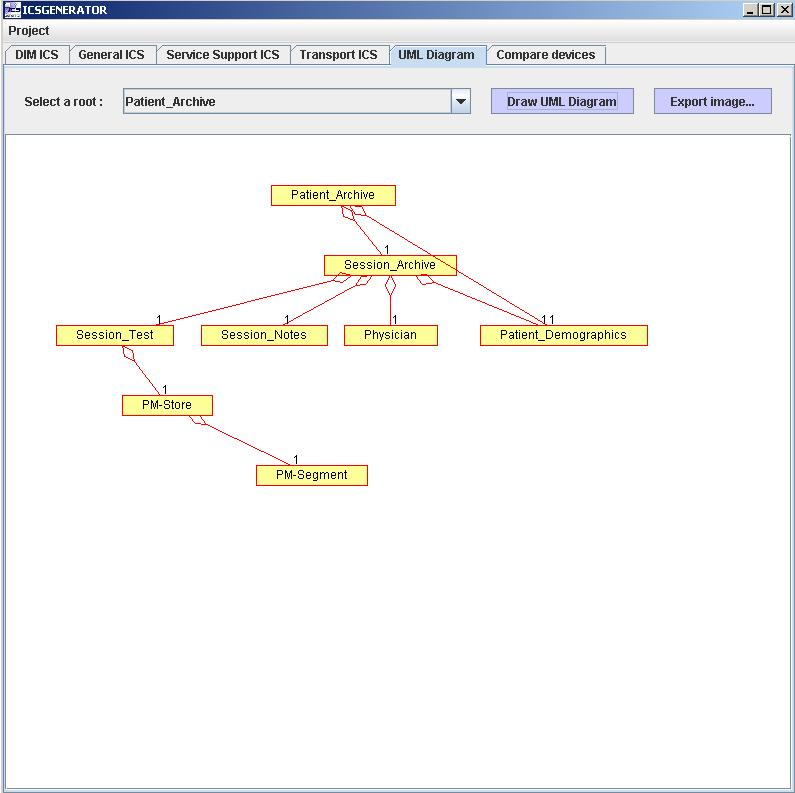 ICSGENERATOR
Project
DIM ICS General ICS Service Support ICS Transport ICS UML Diagram Compare devices
Select a root : Patient_Archive Draw UML Diagram Export image...
Patient_Archive
1
Session_Archive
1 1 1 11
Session_Test Session_Notes Physician Patient_Demographics
1
PM-Store
1
PM-Segment